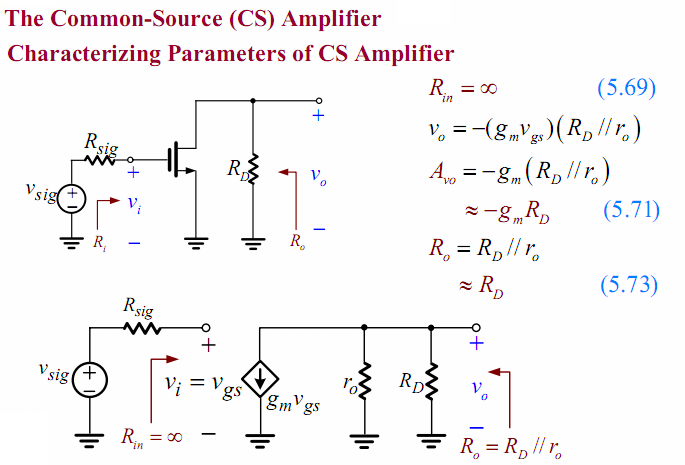 The Common-Source (CS) Amplifier
Characterizing Parameters of CS Amplifier
R_in = ∞ (5.69)
v_o = −(g_m v_gs)(R_D // r_o)
A_vo = −g_m (R_D // r_o)
≈ −g_m R_D (5.71)
R_o = R_D // r_o
≈ R_D (5.73)
R_sig
v_sig
+
−
+
v_i
−
R_i
R_D
+
v_o
−
R_o
R_sig
v_sig
+
−
+
v_i = v_gs
−
R_in = ∞
g_m v_gs
r_o
R_D
+
v_o
−
R_o = R_D // r_o